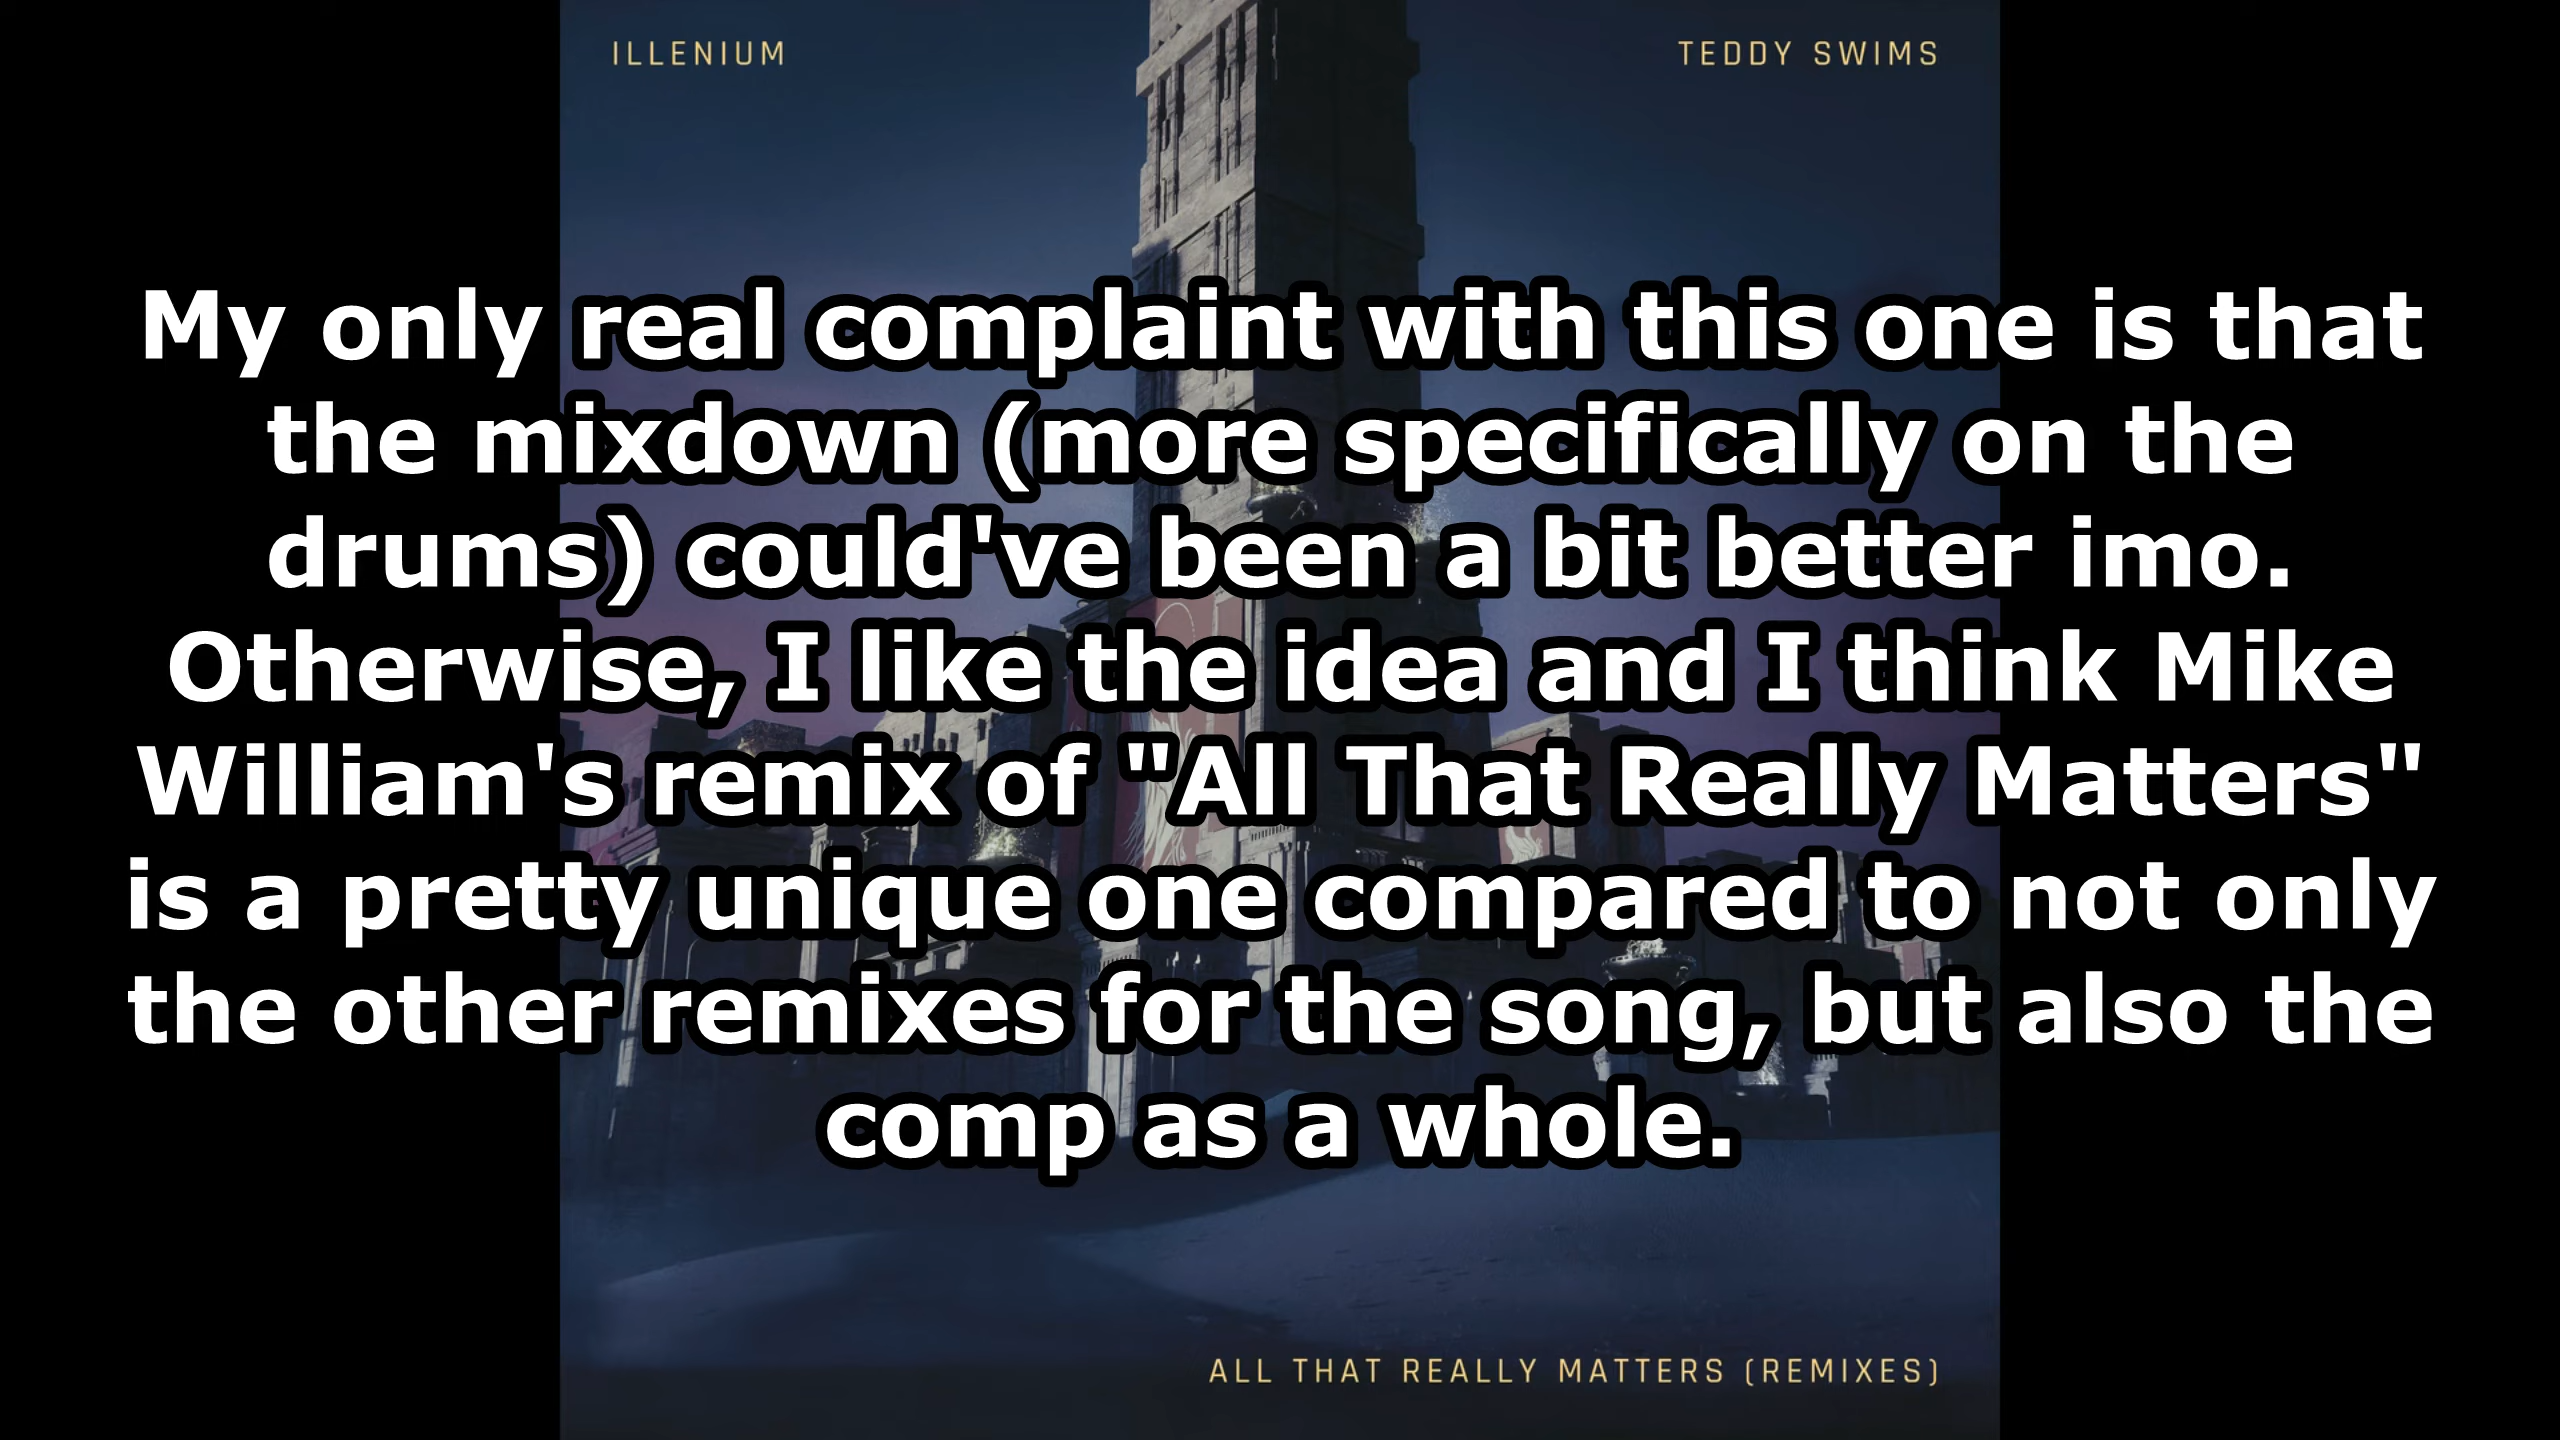 ILLENIUM
TEDDY SWIMS
My only real complaint with this one is that
the mixdown (more specifically on the
drums) could've been a bit better imo.
Otherwise, I like the idea and I think Mike
William's remix of "All That Really Matters"
is a pretty unique one compared to not only
the other remixes for the song, but also the
comp as a whole.
ALL THAT REALLY MATTERS (REMIXES)